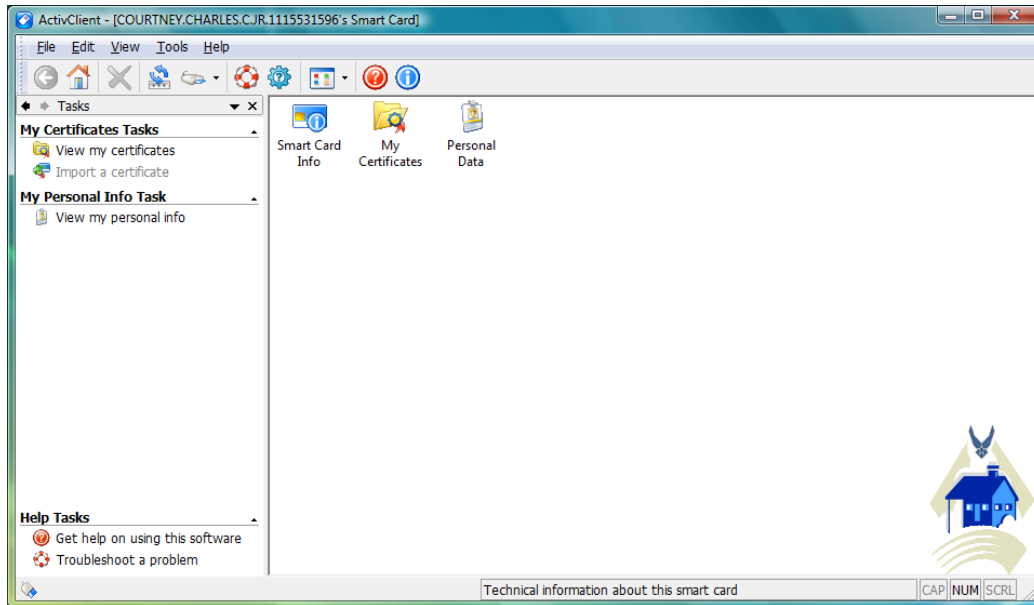 ActivClient - [COURTNEY.CHARLES.C.JR.1115531596's Smart Card]
File Edit View Tools Help
Tasks
My Certificates Tasks
View my certificates
Import a certificate
My Personal Info Task
View my personal info
Smart Card
Info
My
Certificates
Personal
Data
Help Tasks
Get help on using this software
Troubleshoot a problem
Technical information about this smart card
CAP NUM SCRL